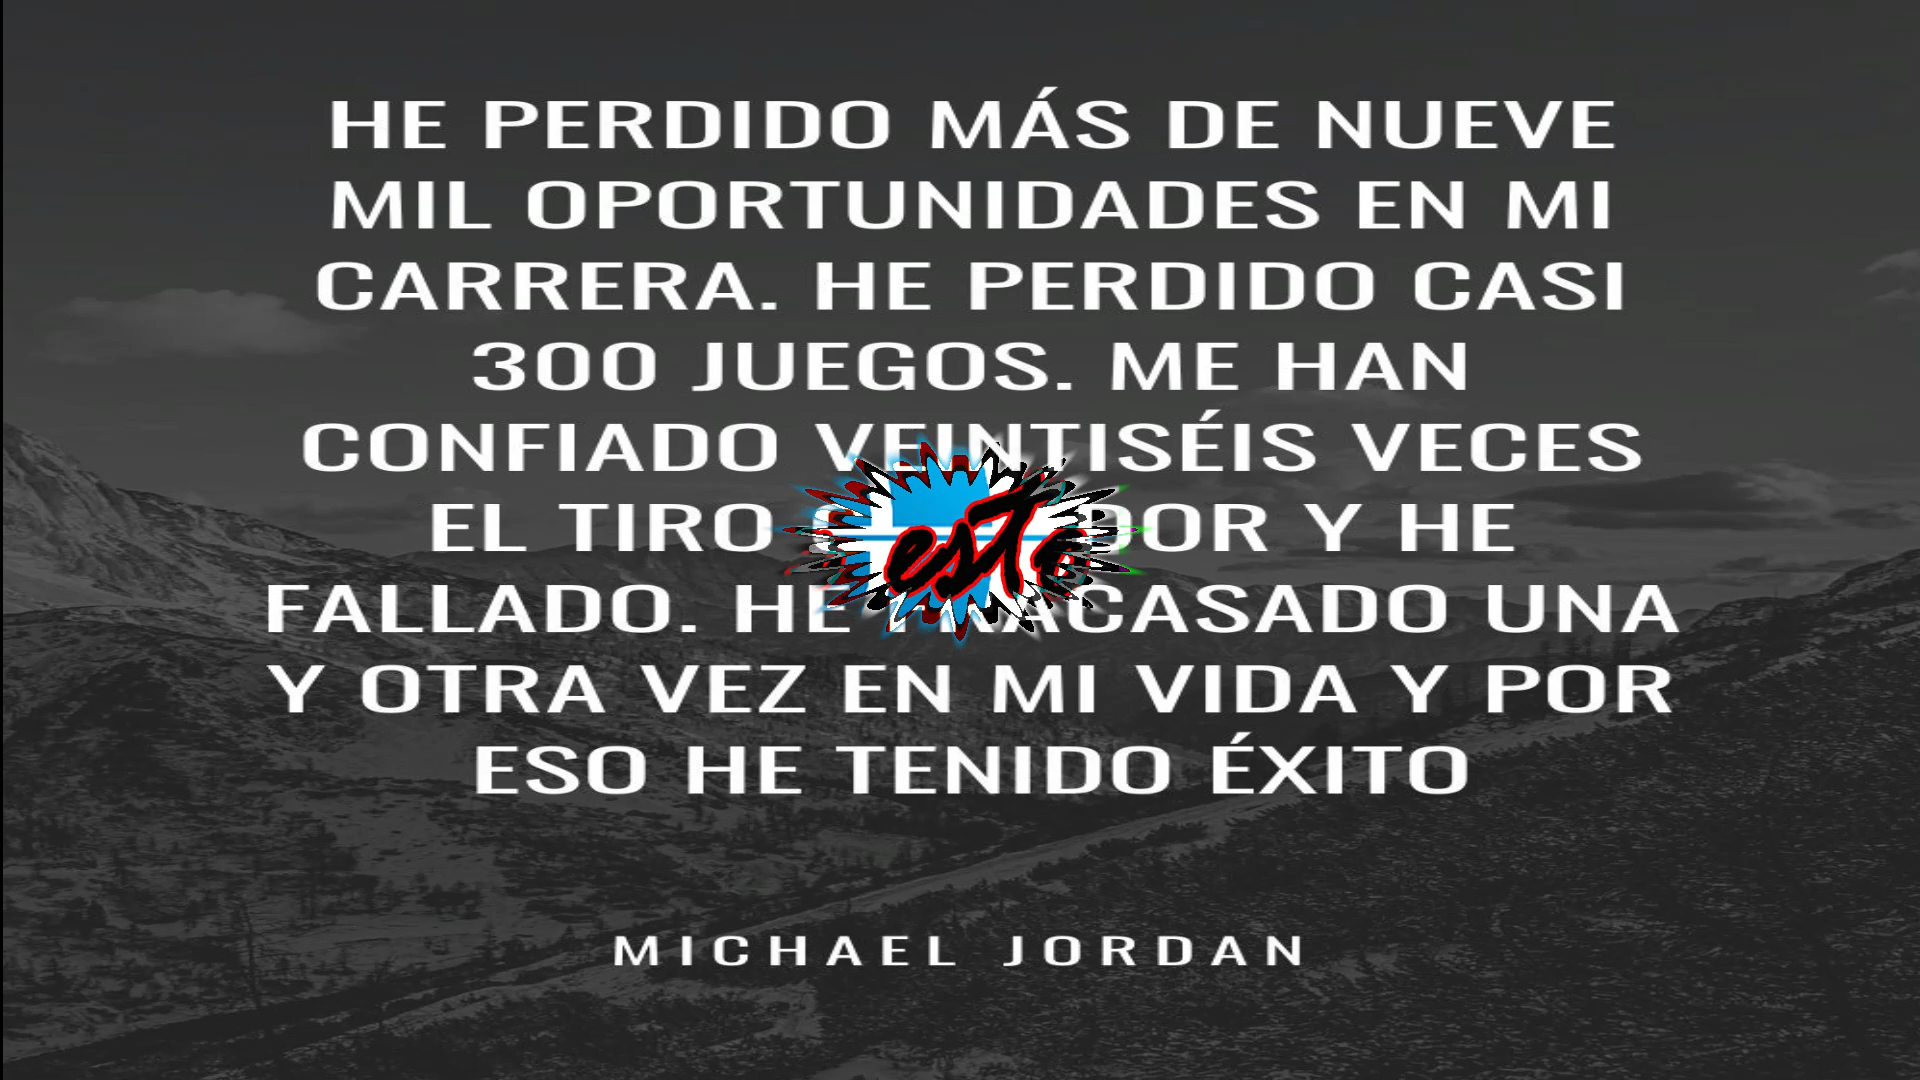 HE PERDIDO MÁS DE NUEVE
MIL OPORTUNIDADES EN MI
CARRERA. HE PERDIDO CASI
300 JUEGOS. ME HAN
CONFIADO VEINTISÉIS VECES
EL TIRO Y HE
FALLADO. HE FRACASADO UNA
Y OTRA VEZ EN MI VIDA Y POR
ESO HE TENIDO ÉXITO
este
MICHAEL JORDAN